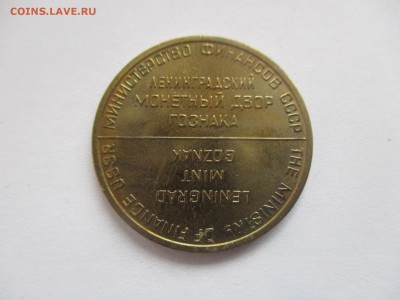 COINS.LAVE.RU
МИНИСТЕРСТВО ФИНАНСОВ СССР
ЛЕНИНГРАДСКИЙ
МОНЕТНЫЙ ДВОР
ГОЗНАКА
THE MINISTRY OF FINANCE USSR
LENINGRAD
MINT
GOZNAK